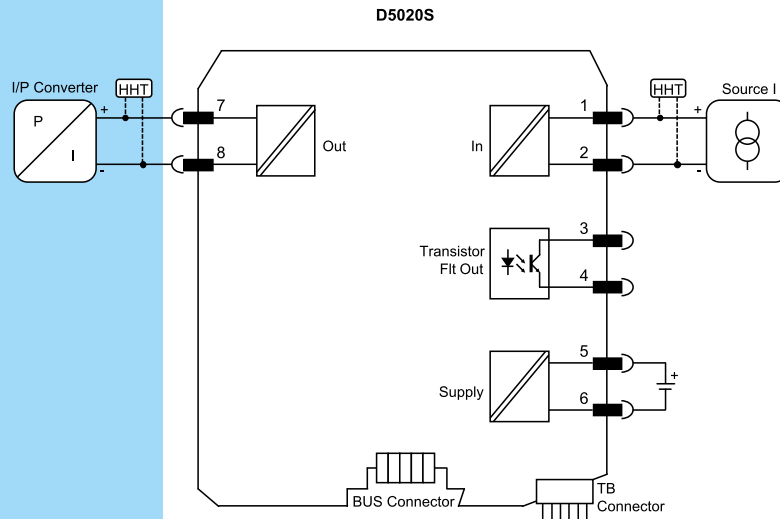 D5020S
I/P Converter
HHT
+
P
I
-
7
8
Out
In
1
2
HHT
+
-
Source I
Transistor
Flt Out
3
4
Supply
5
6
+
BUS Connector
TB
Connector